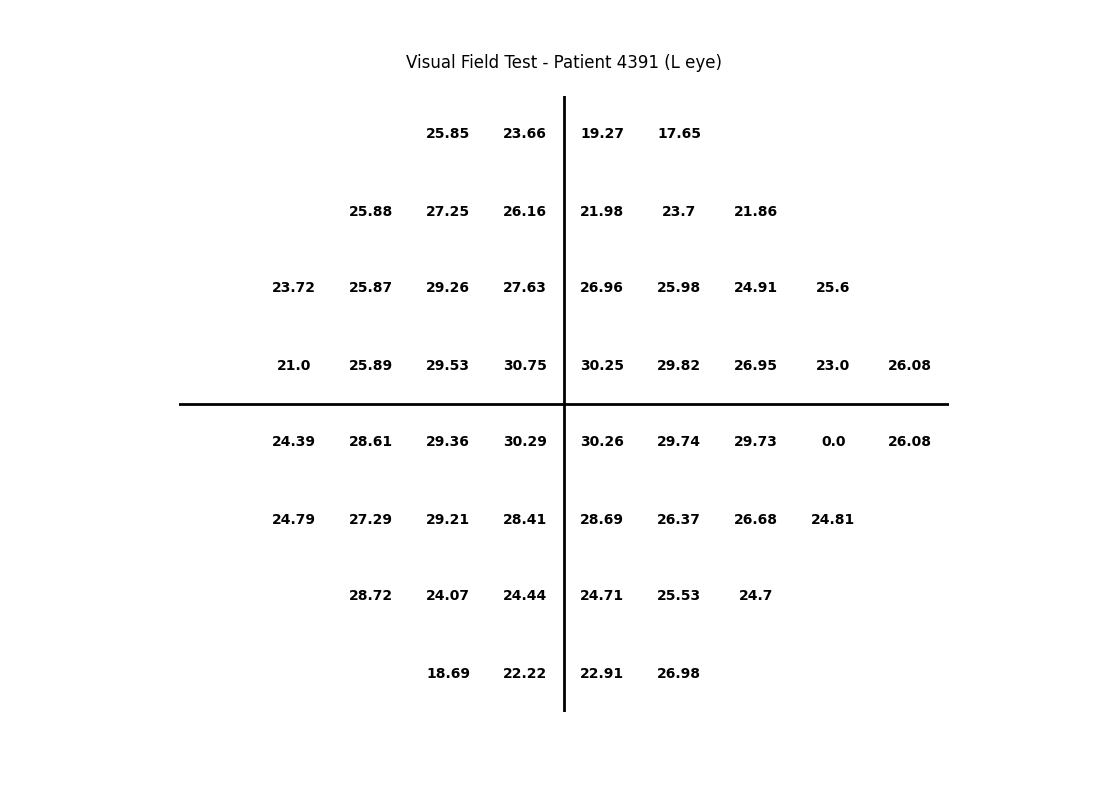 Visual Field Test - Patient 4391 (L eye)
25.85 23.66 19.27 17.65
25.88 27.25 26.16 21.98 23.7 21.86
23.72 25.87 29.26 27.63 26.96 25.98 24.91 25.6
21.0 25.89 29.53 30.75 30.25 29.82 26.95 23.0 26.08
24.39 28.61 29.36 30.29 30.26 29.74 29.73 0.0 26.08
24.79 27.29 29.21 28.41 28.69 26.37 26.68 24.81
28.72 24.07 24.44 24.71 25.53 24.7
18.69 22.22 22.91 26.98